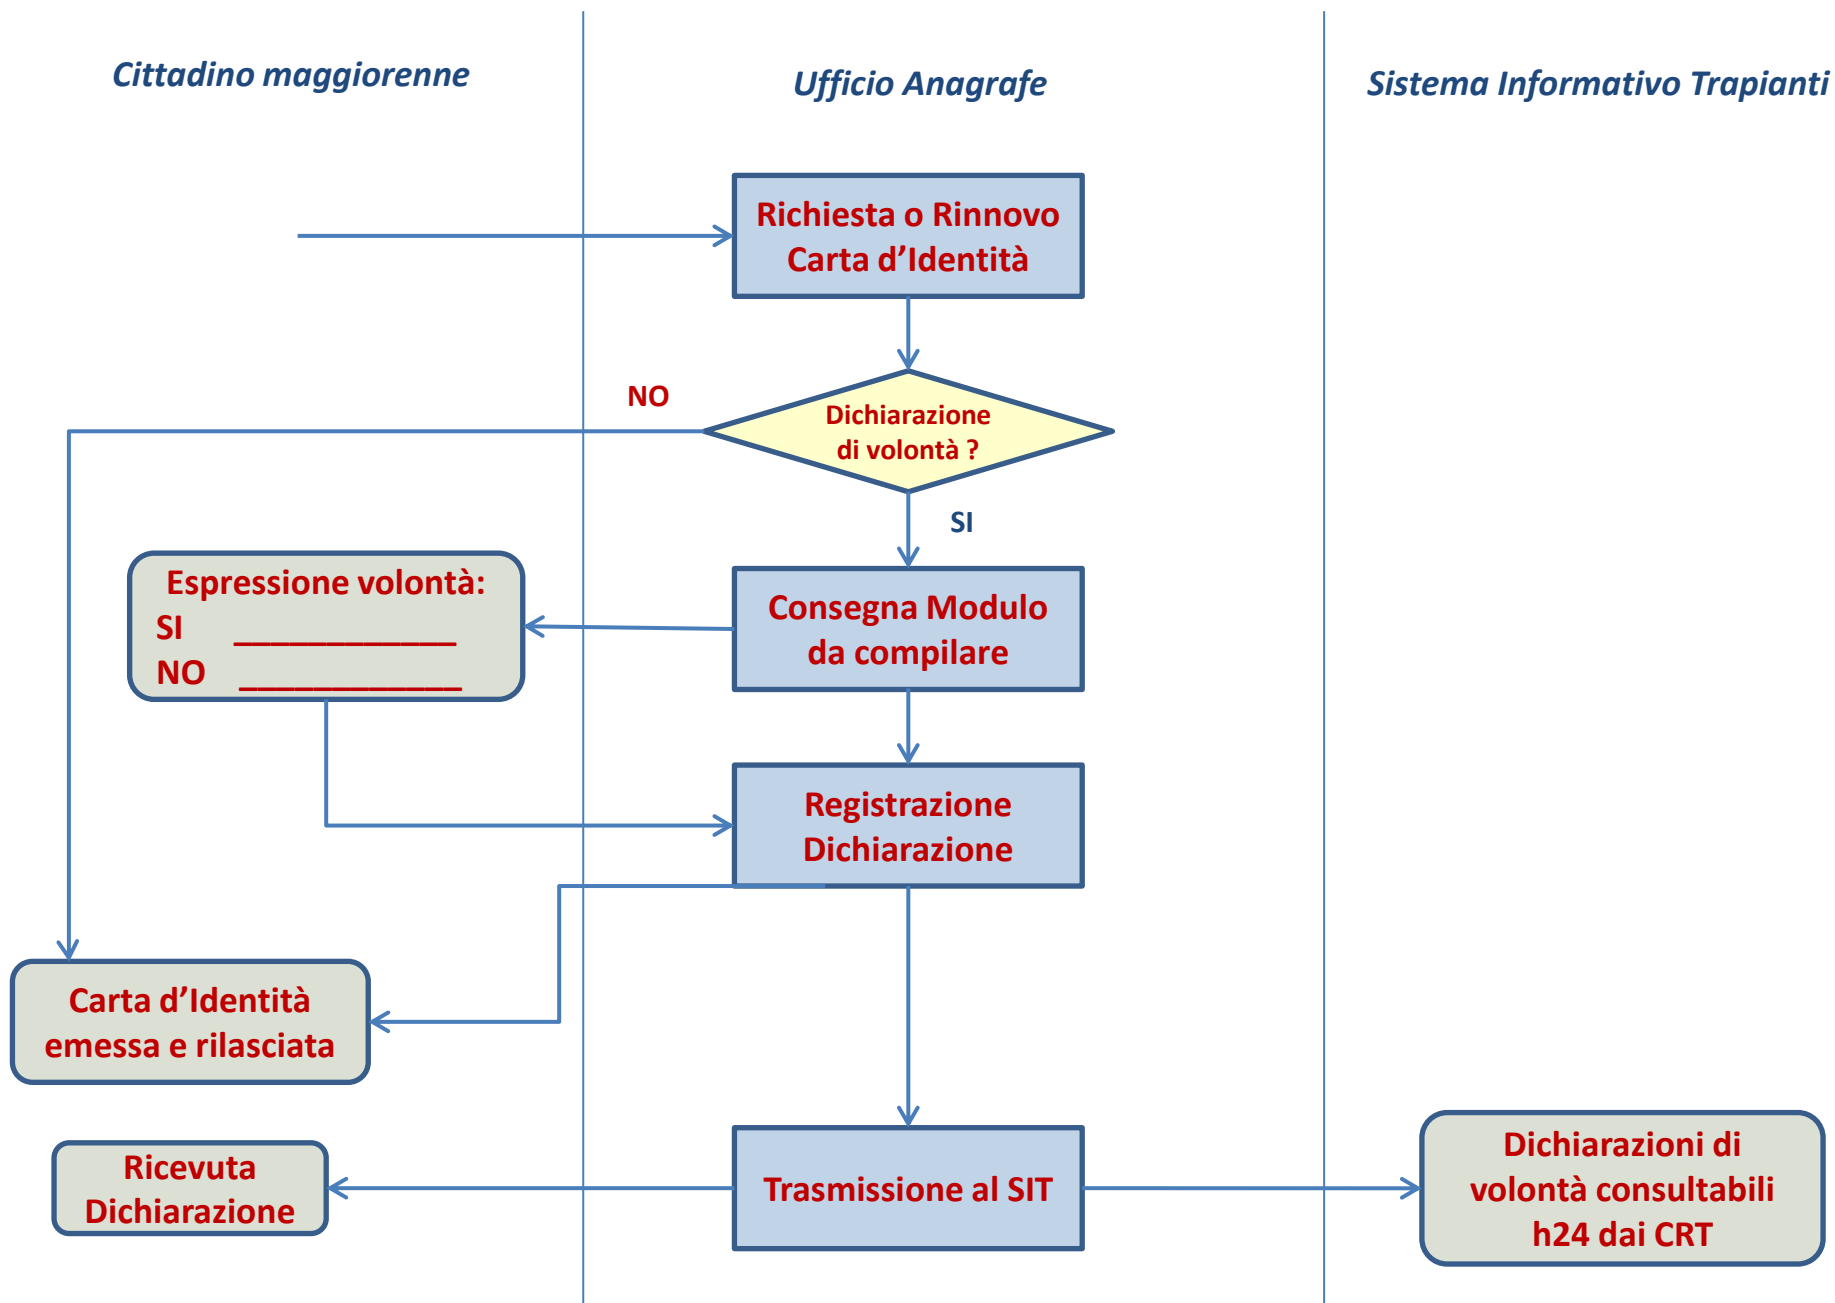 Cittadino maggiorenne
Ufficio Anagrafe
Sistema Informativo Trapianti
Richiesta o Rinnovo
Carta d’Identità
NO
Dichiarazione
di volontà ?
SI
Espressione volontà:
SI ____________
NO ____________
Consegna Modulo
da compilare
Registrazione
Dichiarazione
Carta d’Identità
emessa e rilasciata
Ricevuta
Dichiarazione
Trasmissione al SIT
Dichiarazioni di
volontà consultabili
h24 dai CRT